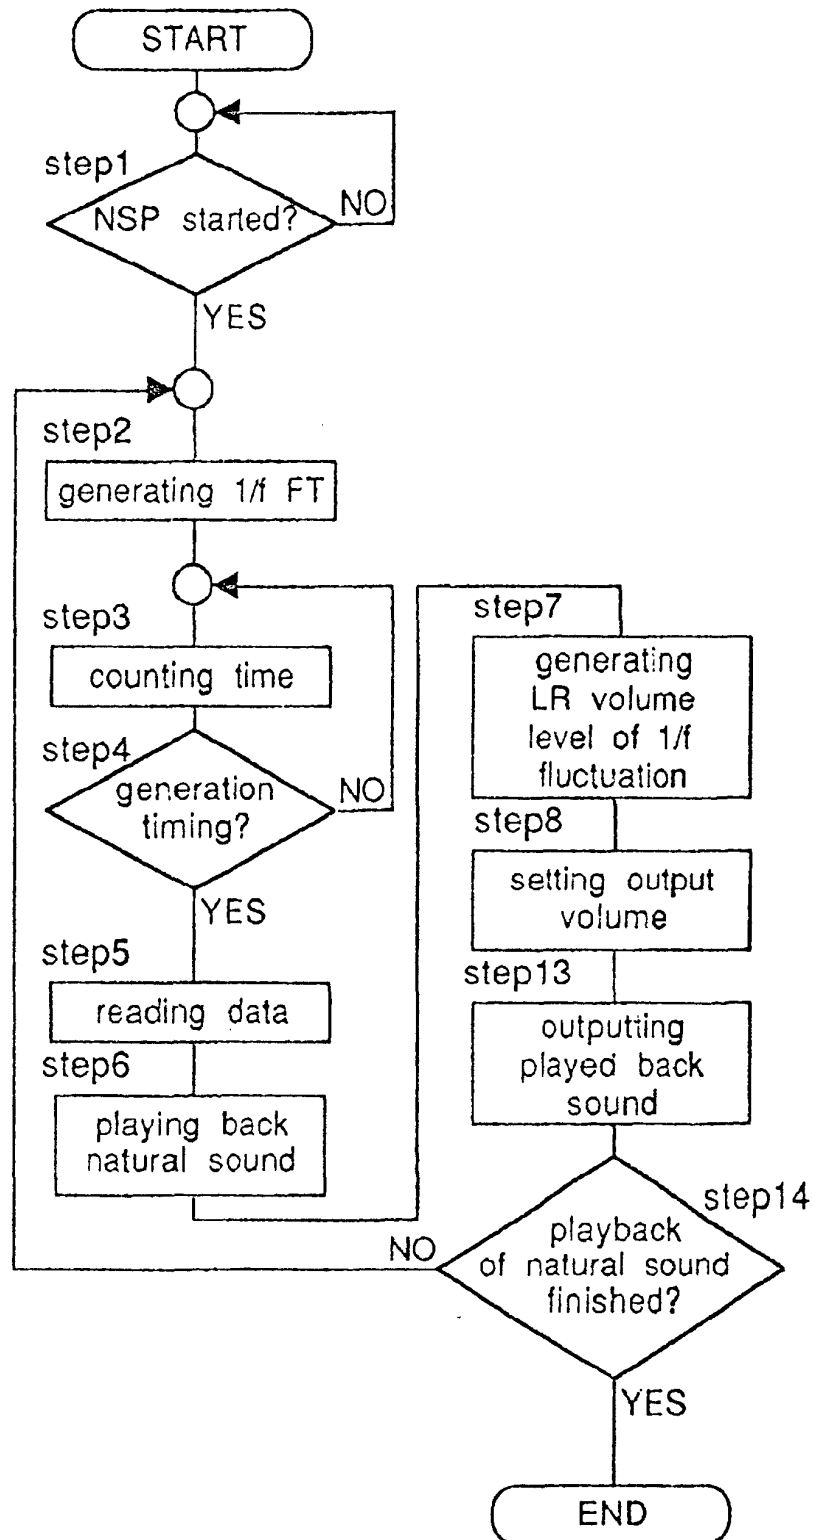 START
step1
NSP started?
NO
YES
step2
generating 1/f FT
step3
counting time
step4
generation
timing?
NO
YES
step5
reading data
step6
playing back
natural sound
step7
generating
LR volume
level of 1/f
fluctuation
step8
setting output
volume
step13
outputting
played back
sound
step14
playback
of natural sound
finished?
NO
YES
END